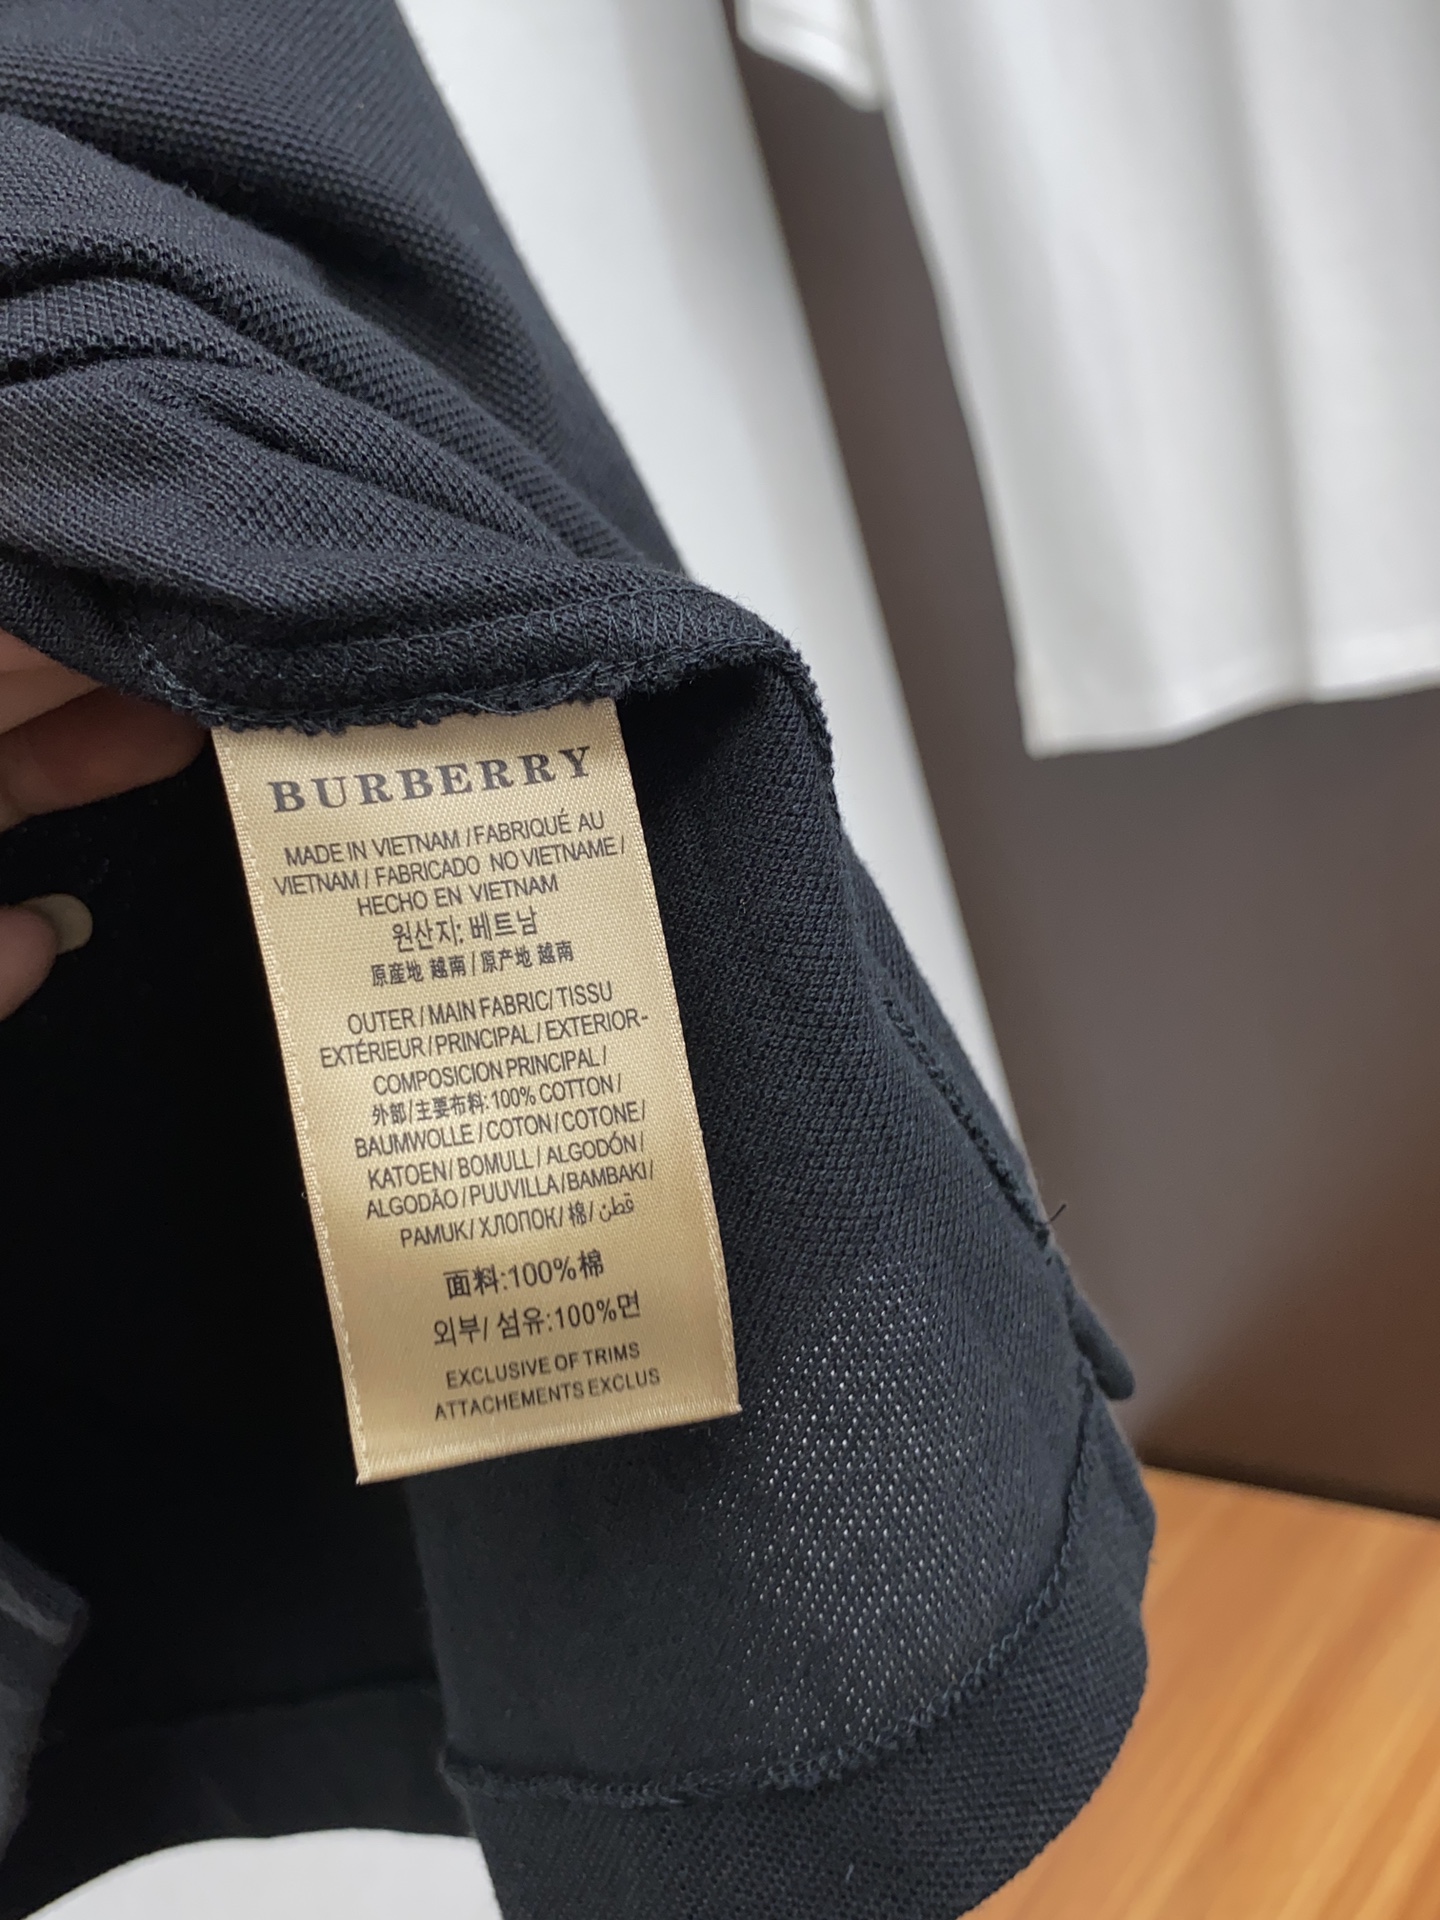 BURBERRY
MADE IN VIETNAM / FABRIQUÉ AU
VIETNAM / FABRICADO NO VIETNAME /
HECHO EN VIETNAM
원산지: 베트남
原産地 越南 / 原产地 越南
OUTER / MAIN FABRIC / TISSU
EXTÉRIEUR / PRINCIPAL / EXTERIOR-
COMPOSICION PRINCIPAL /
外部 / 主要布料: 100% COTTON /
BAUMWOLLE / COTON / COTONE /
KATOEN / BOMULL / ALGODÓN /
ALGODÃO / PUUVILLA / BAMBAKI /
PAMUK / ХЛОПОК / 棉 / قطن
面料:100%棉
외부/ 섬유:100%면
EXCLUSIVE OF TRIMS
ATTACHEMENTS EXCLUS